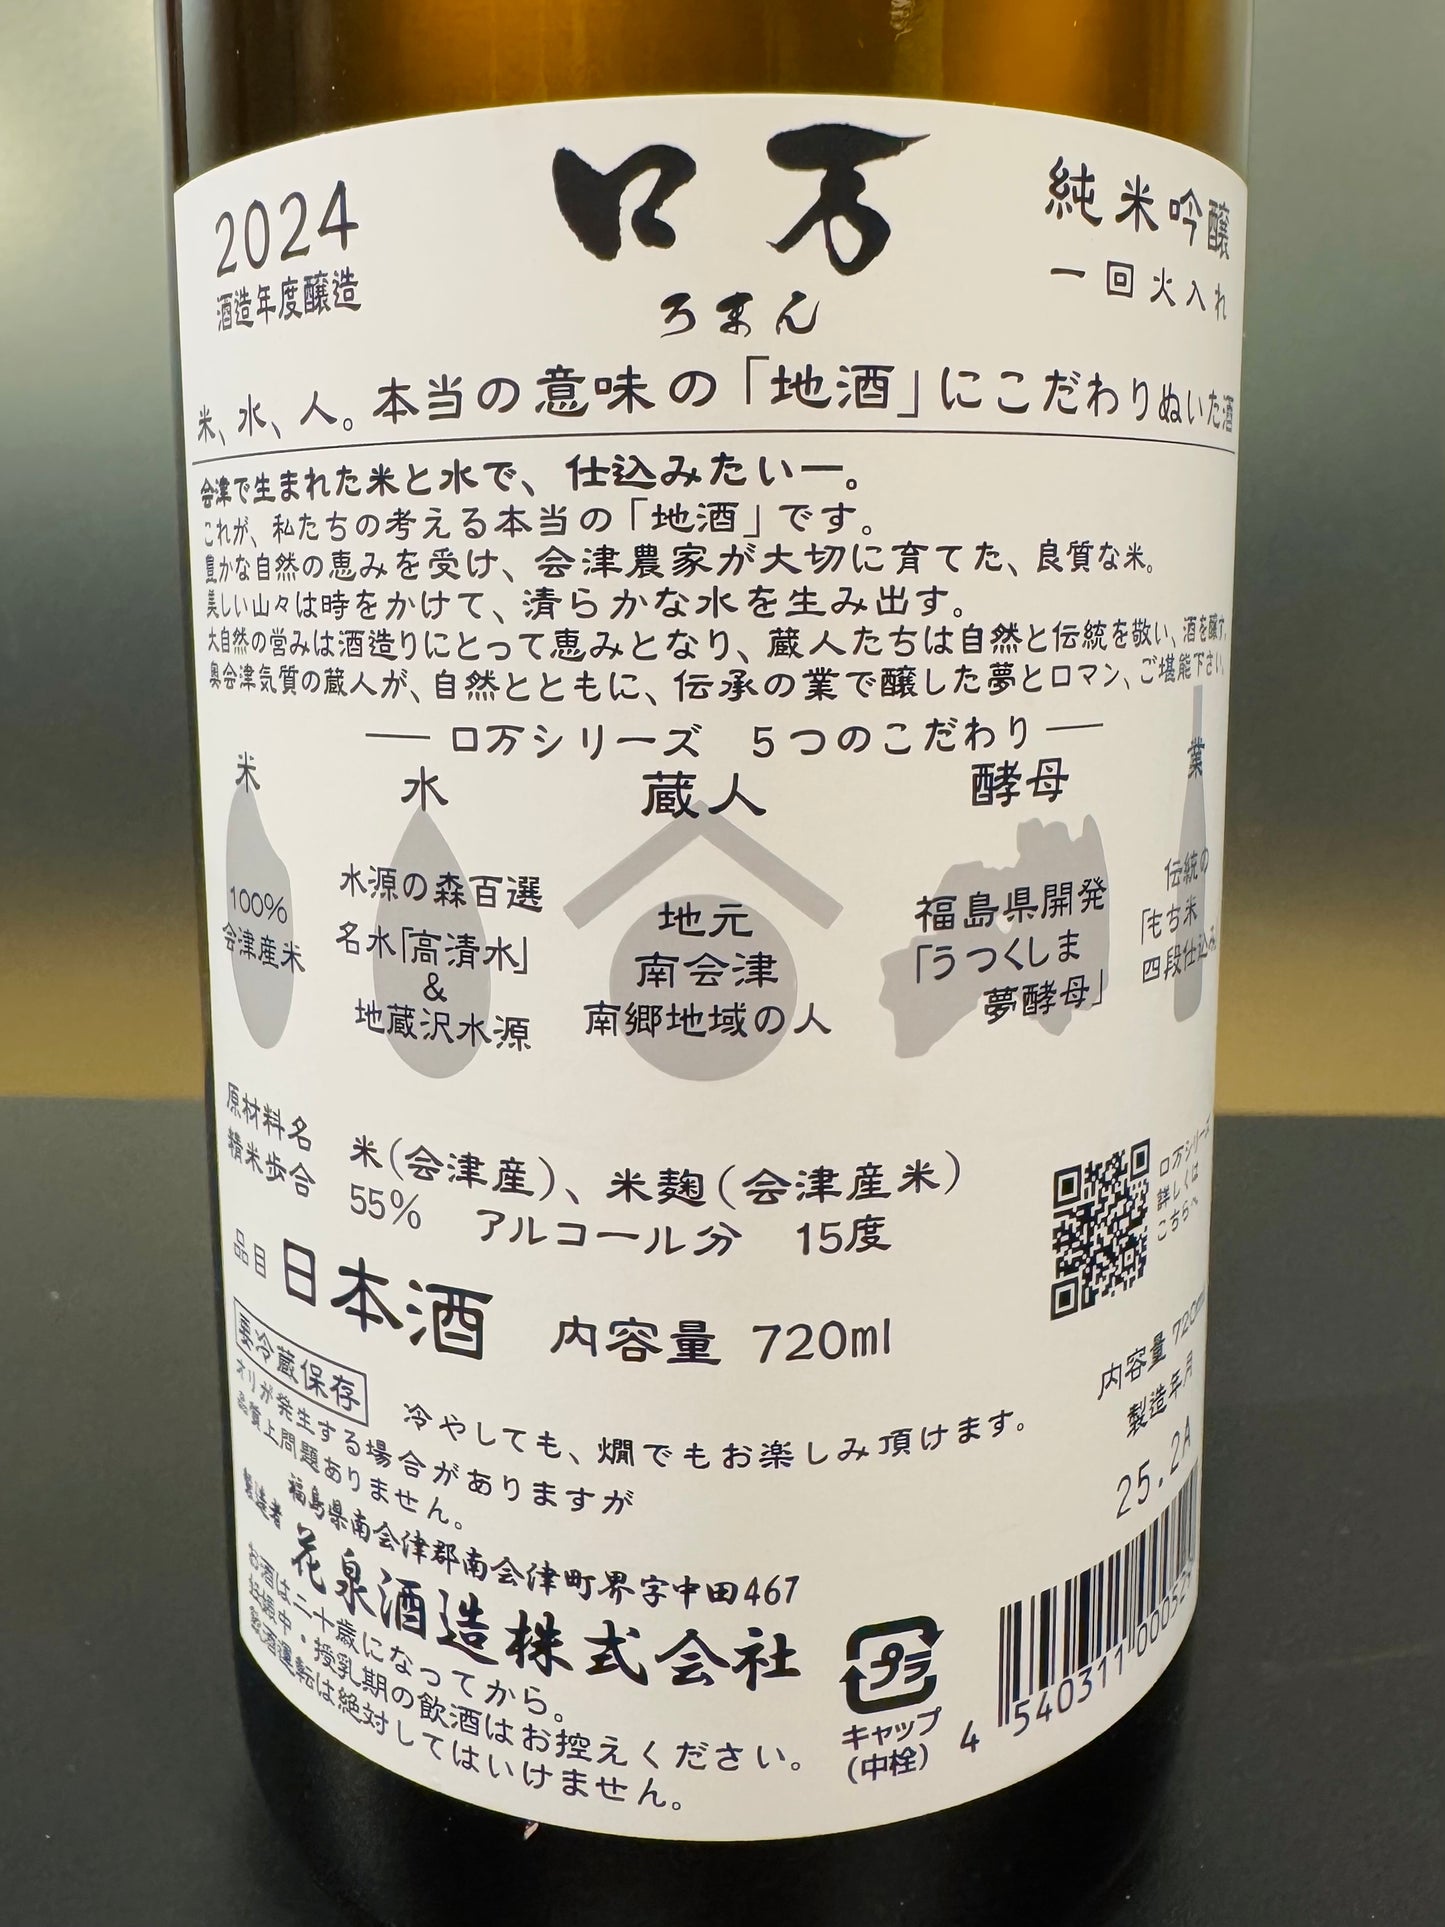 2024
酒造年度醸造
ロ万
ろまん
純米吟醸
一回火入れ
米、水、人。本当の意味の「地酒」にこだわりぬいた酒
会津で生まれた米と水で、仕込みたいー。
これが、私たちの考える本当の「地酒」です。
豊かな自然の恵みを受け、会津農家が大切に育てた、良質な米。
美しい山々は時をかけて、清らかな水を生み出す。
大自然の営みは酒造りにとって恵みとなり、蔵人たちは自然と伝統を敬い、酒を醸す。
奥会津気質の蔵人が、自然とともに、伝承の業で醸した夢とロマン、ご堪能下さい。
― ロ万シリーズ 5つのこだわり ―
米
100%
会津産米
水
水源の森百選
名水「高清水」
&
地蔵沢水源
蔵人
地元
南会津
南郷地域の人
酵母
福島県開発
「うつくしま
夢酵母」
業
伝統の
「もち米
四段仕込み
原材料名 米(会津産)、米麹(会津産米)
精米歩合 55% アルコール分 15度
ロ万シリーズ
詳しくは
こちらへ
品目 日本酒 内容量 720ml
要冷蔵保存 冷やしても、燗でもお楽しみ頂けます。
オリが発生する場合がありますが
品質上問題ありません。
内容量 720ml
製造年月
25.2A
製造者 福島県南会津郡南会津町界字中田467
花泉酒造株式会社
お酒は二十歳になってから。
妊娠中・授乳期の飲酒はお控えください。
飲酒運転は絶対してはいけません。
プラ
キャップ
(中栓)
4 540311 00032